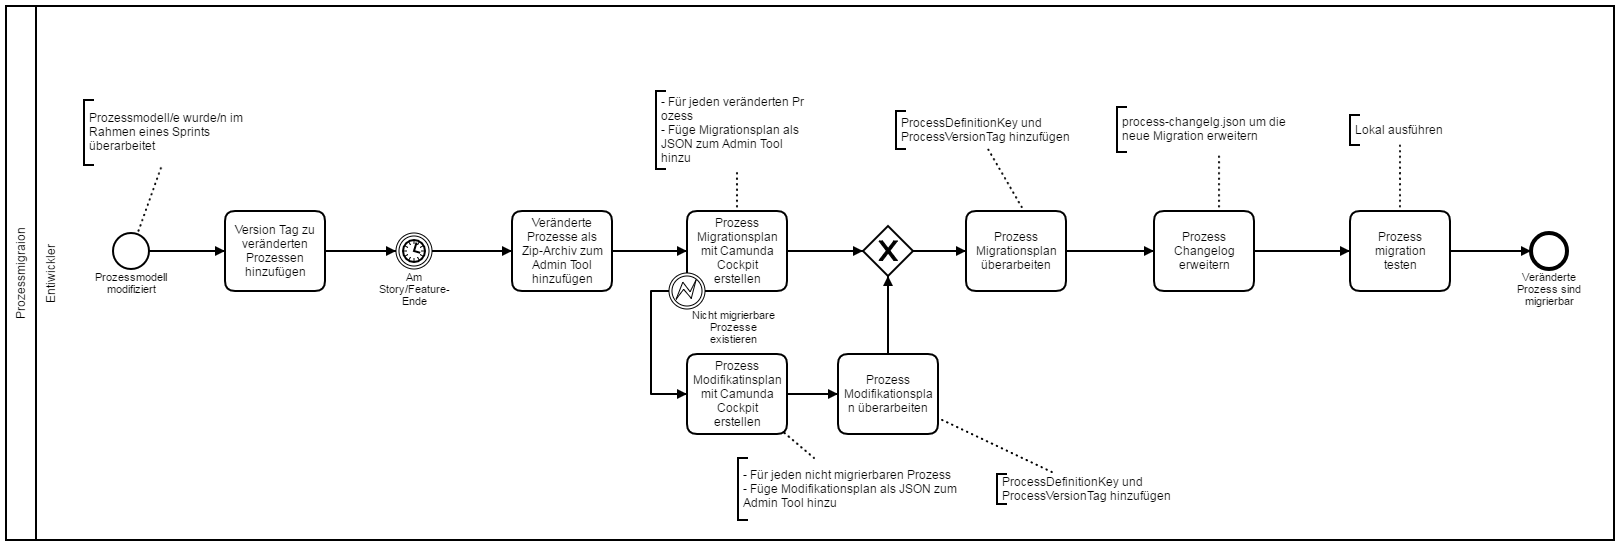 Prozessmigraion
Entiwickler
Prozessmodell/e wurde/n im
Rahmen eines Sprints
überarbeitet
Prozessmodell
modifiziert
Version Tag zu
veränderten
Prozessen
hinzufügen
Am
Story/Feature-
Ende
Veränderte
Prozesse als
Zip-Archiv zum
Admin Tool
hinzufügen
- Für jeden veränderten Pr
ozess
- Füge Migrationsplan als
JSON zum Admin Tool
hinzu
Prozess
Migrationsplan
mit Camunda
Cockpit
erstellen
Nicht migrierbare
Prozesse
existieren
Prozess
Modifikatinsplan
mit Camunda
Cockpit
erstellen
- Für jeden nicht migrierbaren Prozess
- Füge Modifikationsplan als JSON zum
Admin Tool hinzu
Prozess
Modifikationspla
n überarbeiten
ProcessDefinitionKey und
ProcessVersionTag hinzufügen
X
ProcessDefinitionKey und
ProcessVersionTag hinzufügen
Prozess
Migrationsplan
überarbeiten
process-changelg.json um die
neue Migration erweitern
Prozess
Changelog
erweitern
Lokal ausführen
Prozess
migration
testen
Veränderte
Prozess sind
migrierbar